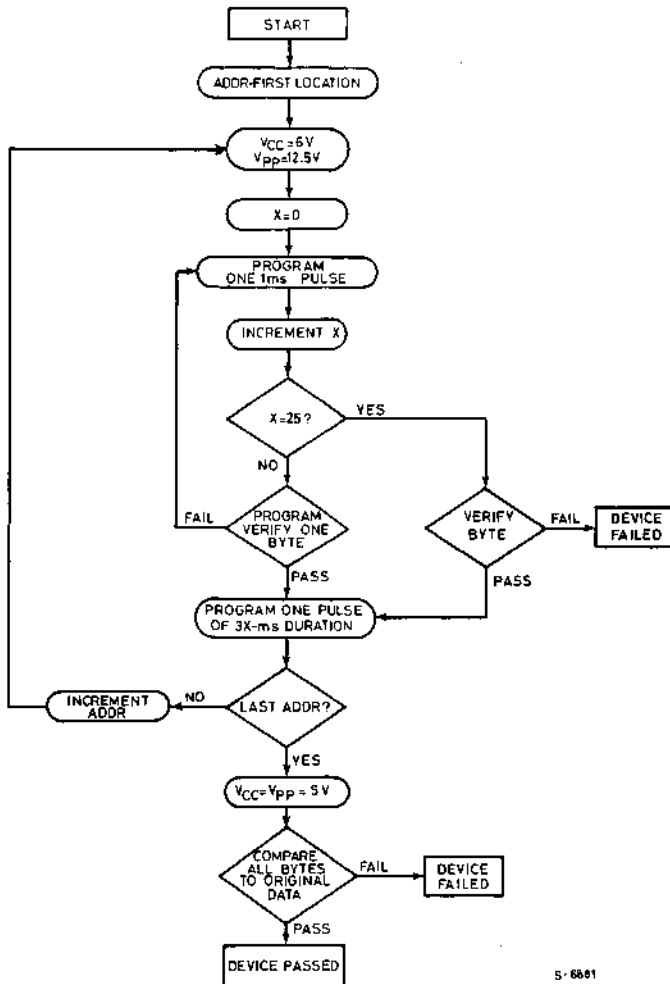 START
ADDR-FIRST LOCATION
VCC=6V
VPP=12.5V
X=0
PROGRAM
ONE 1ms PULSE
INCREMENT X
X=25?
YES
NO
FAIL
PROGRAM
VERIFY ONE
BYTE
VERIFY
BYTE
FAIL
DEVICE
FAILED
PASS
PASS
PROGRAM ONE PULSE
OF 3X-ms DURATION
INCREMENT
ADDR
NO
LAST ADDR?
YES
VCC=VPP=5V
COMPARE
ALL BYTES
TO ORIGINAL
DATA
FAIL
DEVICE
FAILED
PASS
DEVICE PASSED
S-6881